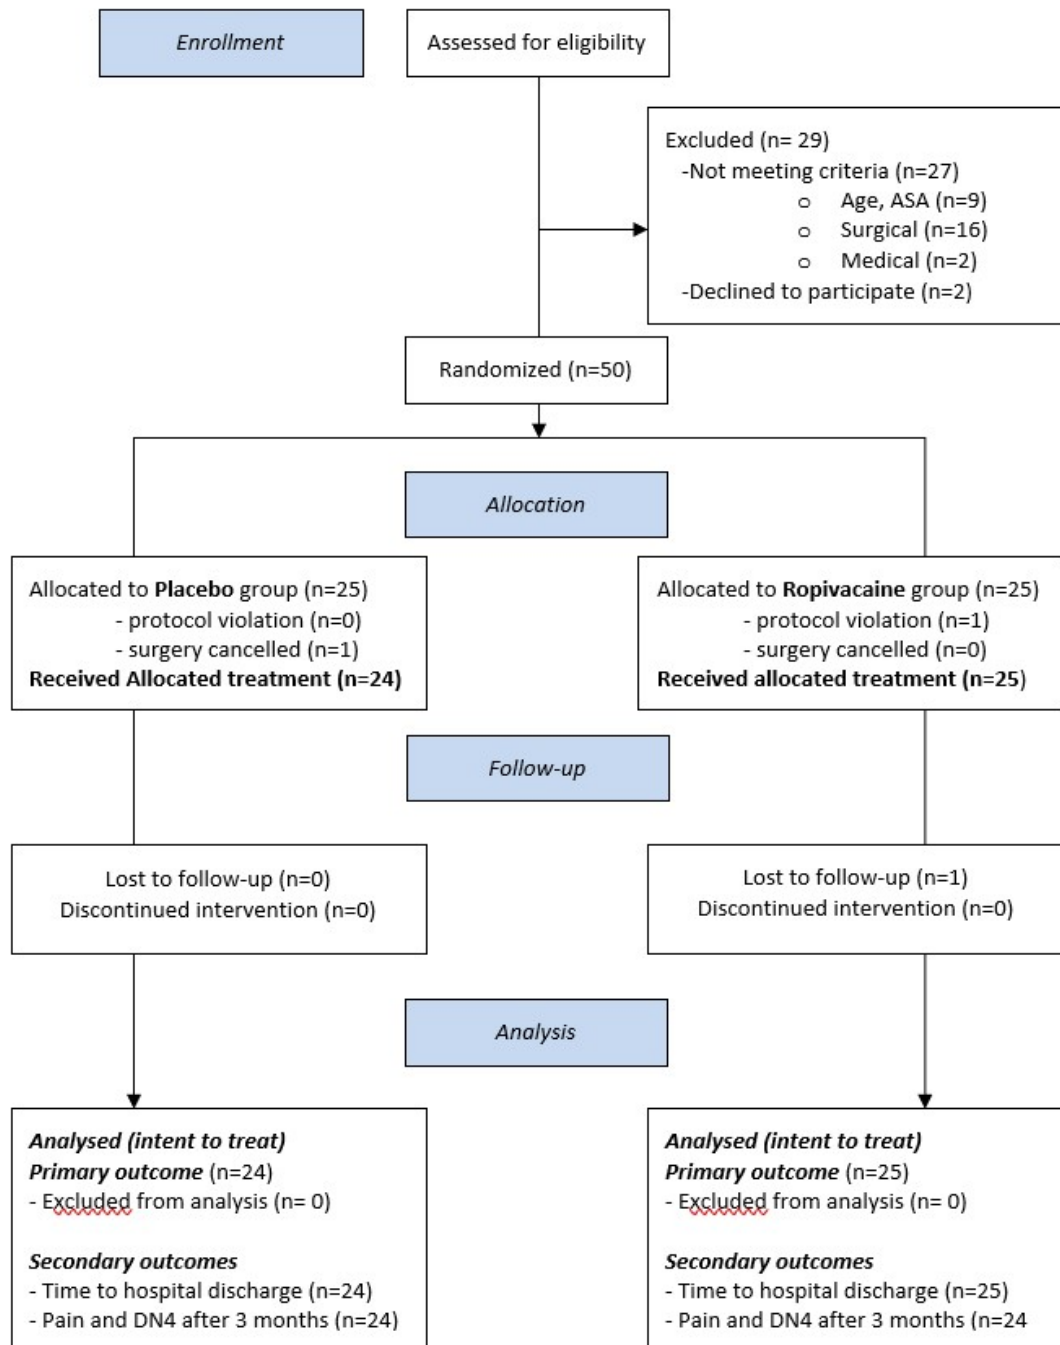 Enrollment
Assessed for eligibility
Excluded (n= 29)
-Not meeting criteria (n=27)
o Age, ASA (n=9)
o Surgical (n=16)
o Medical (n=2)
-Declined to participate (n=2)
Randomized (n=50)
Allocation
Allocated to Placebo group (n=25)
- protocol violation (n=0)
- surgery cancelled (n=1)
Received Allocated treatment (n=24)
Allocated to Ropivacaine group (n=25)
- protocol violation (n=1)
- surgery cancelled (n=0)
Received allocated treatment (n=25)
Follow-up
Lost to follow-up (n=0)
Discontinued intervention (n=0)
Lost to follow-up (n=1)
Discontinued intervention (n=0)
Analysis
Analysed (intent to treat)
Primary outcome (n=24)
- Excluded from analysis (n= 0)
Secondary outcomes
- Time to hospital discharge (n=24)
- Pain and DN4 after 3 months (n=24)
Analysed (intent to treat)
Primary outcome (n=25)
- Excluded from analysis (n= 0)
Secondary outcomes
- Time to hospital discharge (n=25)
- Pain and DN4 after 3 months (n=24